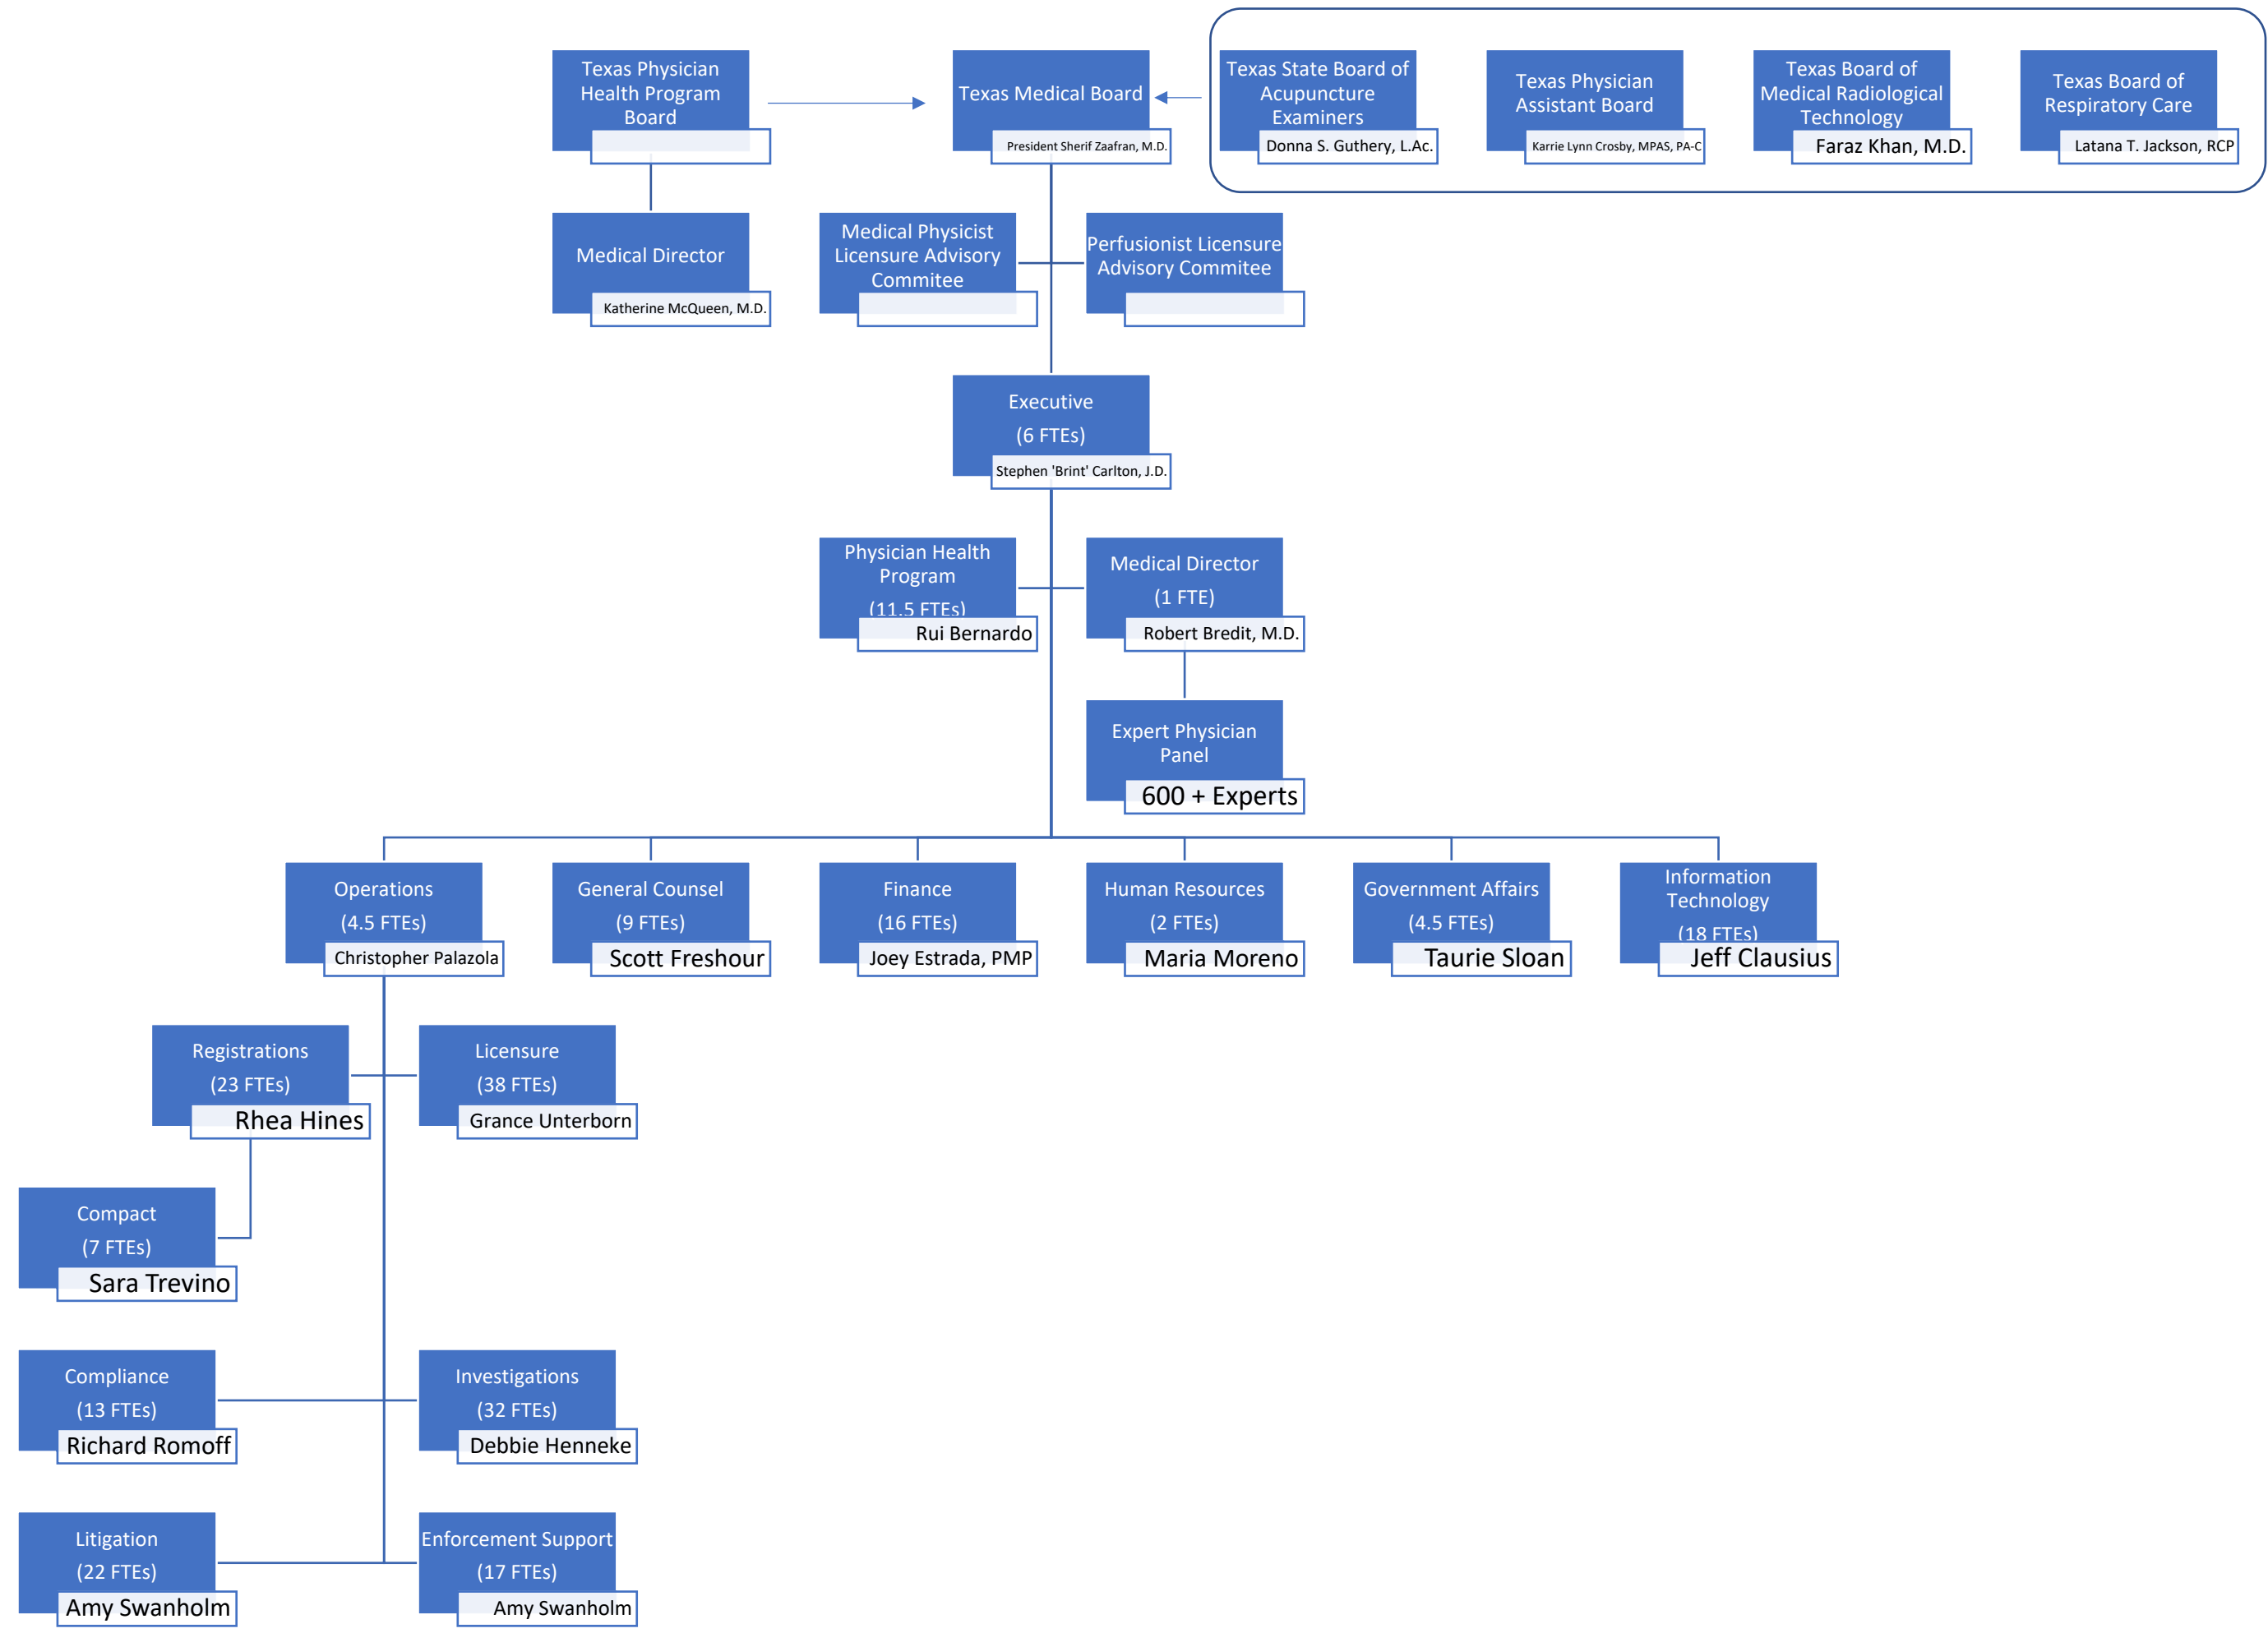 Texas Physician
Health Program
Board
Texas Medical Board
President Sherif Zaafran, M.D.
Texas State Board of
Acupuncture
Examiners
Donna S. Guthery, L.Ac.
Texas Physician
Assistant Board
Karrie Lynn Crosby, MPAS, PA-C
Texas Board of
Medical Radiological
Technology
Faraz Khan, M.D.
Texas Board of
Respiratory Care
Latana T. Jackson, RCP
Medical Director
Katherine McQueen, M.D.
Medical Physicist
Licensure Advisory
Commitee
Perfusionist Licensure
Advisory Commitee
Executive
(6 FTEs)
Stephen 'Brint' Carlton, J.D.
Physician Health
Program
(11.5 FTEs)
Rui Bernardo
Medical Director
(1 FTE)
Robert Bredit, M.D.
Expert Physician
Panel
600 + Experts
Operations
(4.5 FTEs)
Christopher Palazola
General Counsel
(9 FTEs)
Scott Freshour
Finance
(16 FTEs)
Joey Estrada, PMP
Human Resources
(2 FTEs)
Maria Moreno
Government Affairs
(4.5 FTEs)
Taurie Sloan
Information
Technology
(18 FTEs)
Jeff Clausius
Registrations
(23 FTEs)
Rhea Hines
Licensure
(38 FTEs)
Grance Unterborn
Compact
(7 FTEs)
Sara Trevino
Compliance
(13 FTEs)
Richard Romoff
Investigations
(32 FTEs)
Debbie Henneke
Litigation
(22 FTEs)
Amy Swanholm
Enforcement Support
(17 FTEs)
Amy Swanholm